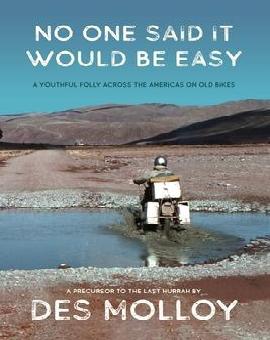 NO ONE SAID IT
WOULD BE EASY
A YOUTHFUL FOLLY ACROSS THE AMERICAS ON OLD BIKES
A PRECURSOR TO THE LAST HURRAH BY
DES MOLLOY